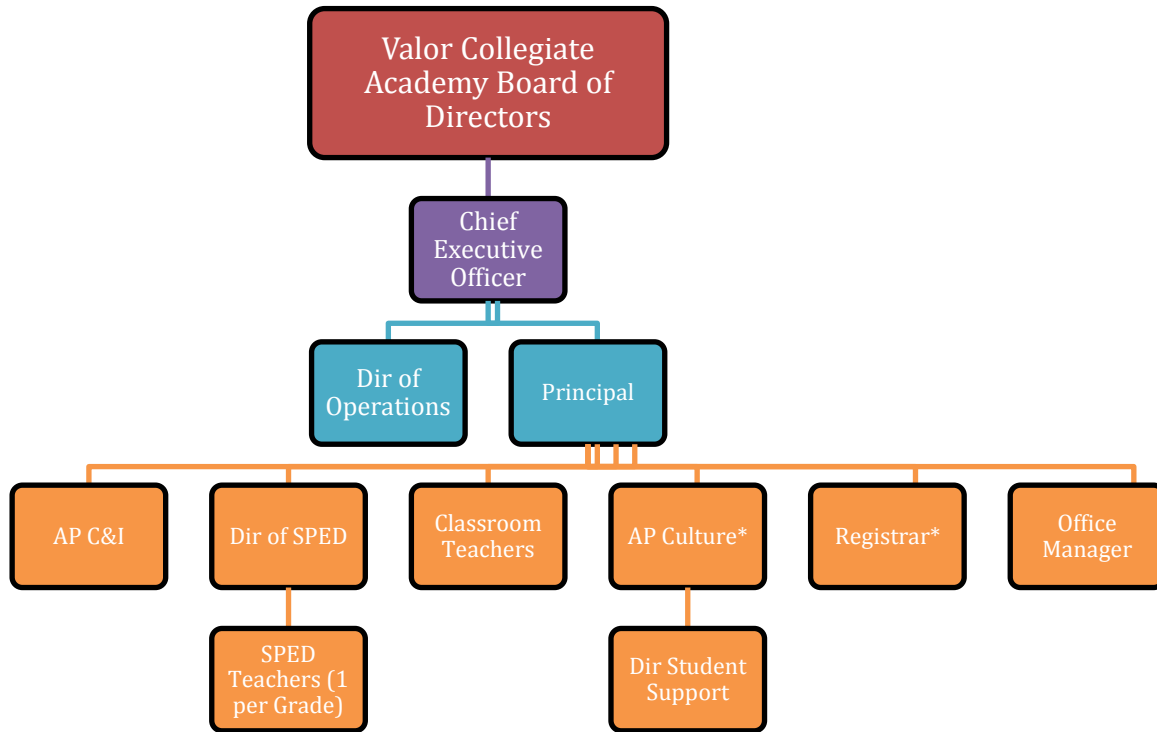 Valor Collegiate
Academy Board of
Directors
Chief
Executive
Officer
Dir of
Operations
Principal
AP C&I
Dir of SPED
Classroom
Teachers
AP Culture*
Registrar*
Office
Manager
SPED
Teachers (1
per Grade)
Dir Student
Support